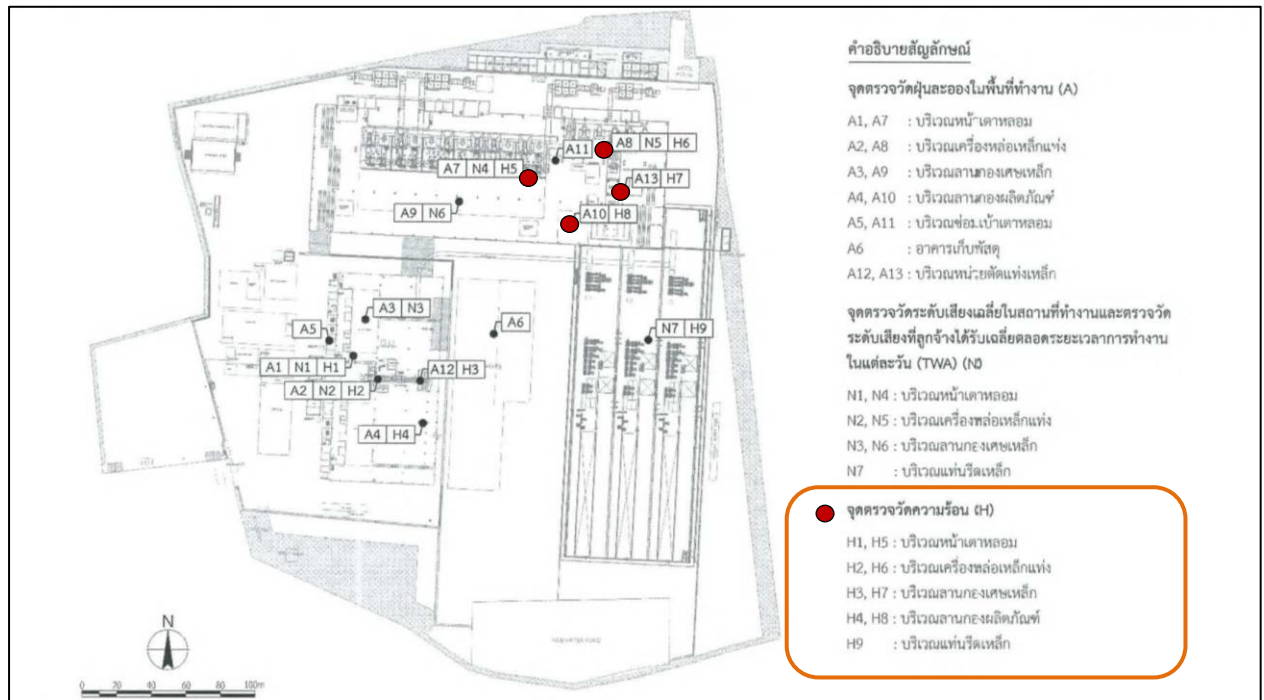 A11
A8 N5 H6
A7 N4 H5
A13 H7
A9 N6
A10 H8
A3 N3
A5
A6
N7 H9
A1 N1 H1
A12 H3
A2 N2 H2
A4 H4
N
0 20 40 60 80 100m
คำอธิบายสัญลักษณ์
จุดตรวจวัดฝุ่นละอองในพื้นที่ทำงาน (A)
A1, A7 : บริเวณหน้าเตาหลอม
A2, A8 : บริเวณเครื่องหล่อเหล็กแท่ง
A3, A9 : บริเวณลานกองเศษเหล็ก
A4, A10 : บริเวณลานกองผลิตภัณฑ์
A5, A11 : บริเวณซ่อมเบ้าเตาหลอม
A6 : อาคารเก็บพัสดุ
A12, A13 : บริเวณหน่วยตัดแท่งเหล็ก
จุดตรวจวัดระดับเสียงเฉลี่ยในสถานที่ทำงานและตรวจวัด
ระดับเสียงที่ลูกจ้างได้รับเฉลี่ยตลอดระยะเวลาการทำงาน
ในแต่ละวัน (TWA) (N)
N1, N4 : บริเวณหน้าเตาหลอม
N2, N5 : บริเวณเครื่องหล่อเหล็กแท่ง
N3, N6 : บริเวณลานกองเศษเหล็ก
N7 : บริเวณแท่นรีดเหล็ก
จุดตรวจวัดความร้อน (H)
H1, H5 : บริเวณหน้าเตาหลอม
H2, H6 : บริเวณเครื่องหล่อเหล็กแท่ง
H3, H7 : บริเวณลานกองเศษเหล็ก
H4, H8 : บริเวณลานกองผลิตภัณฑ์
H9 : บริเวณแท่นรีดเหล็ก